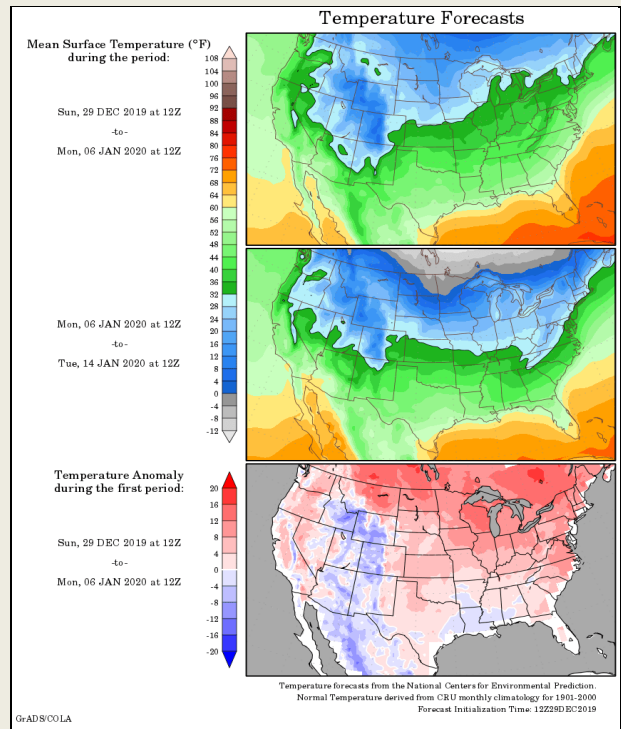 Temperature Forecasts
Mean Surface Temperature (°F)
during the period:
108
104
100
96
92
88
84
80
76
72
68
64
60
56
52
48
44
40
36
32
28
24
20
16
12
8
4
0
-4
-8
-12
Sun, 29 DEC 2019 at 12Z
-to-
Mon, 06 JAN 2020 at 12Z
Mon, 06 JAN 2020 at 12Z
-to-
Tue, 14 JAN 2020 at 12Z
Temperature Anomaly
during the first period:
20
16
12
8
4
0
-4
-8
-12
-16
-20
Sun, 29 DEC 2019 at 12Z
-to-
Mon, 06 JAN 2020 at 12Z
Temperature forecasts from the National Centers for Environmental Prediction.
Normal Temperature derived from CRU monthly climatology for 1901-2000
Forecast Initialization Time: 12Z29DEC2019
GrADS/COLA